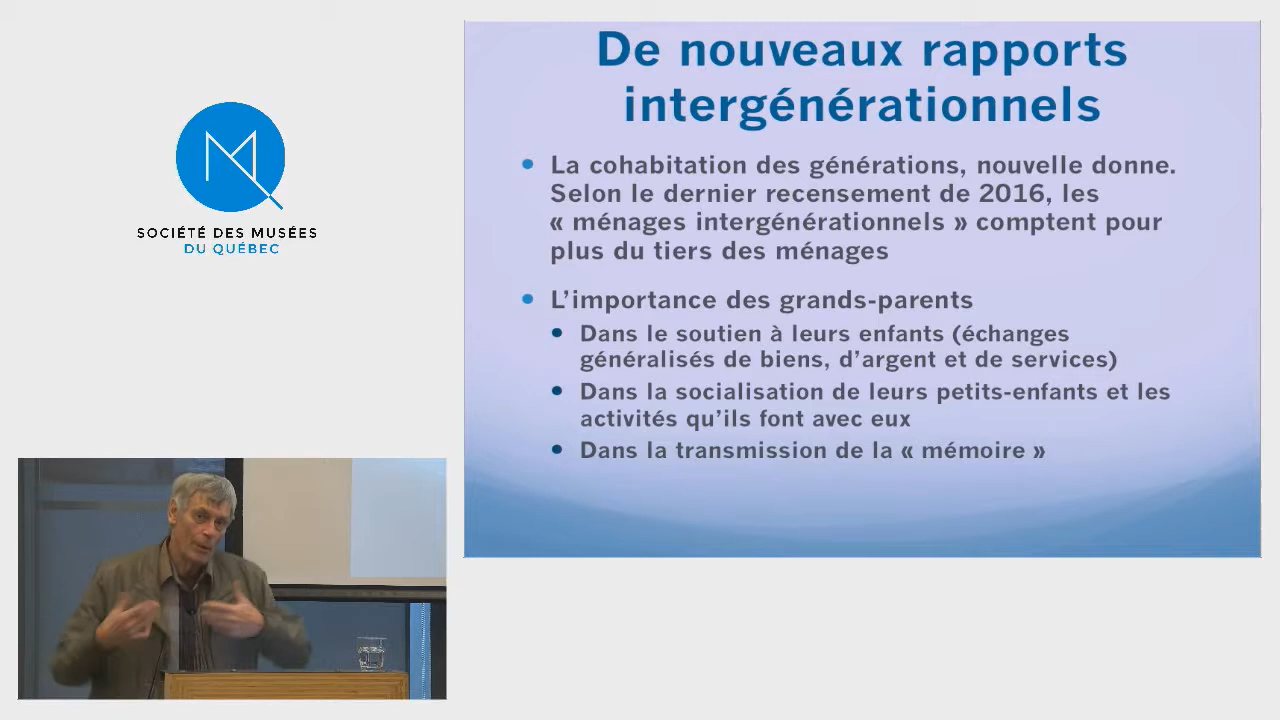 SOCIÉTÉ DES MUSÉES
DU QUÉBEC
De nouveaux rapports
intergénérationnels
• La cohabitation des générations, nouvelle donne.
Selon le dernier recensement de 2016, les
« ménages intergénérationnels » comptent pour
plus du tiers des ménages
• L’importance des grands-parents
• Dans le soutien à leurs enfants (échanges
généralisés de biens, d’argent et de services)
• Dans la socialisation de leurs petits-enfants et les
activités qu’ils font avec eux
• Dans la transmission de la « mémoire »